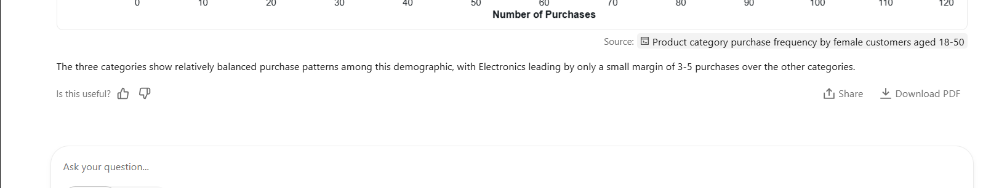 0 10 20 30 40 50 60 70 80 90 100 110 120
Number of Purchases
Source: Product category purchase frequency by female customers aged 18-50
The three categories show relatively balanced purchase patterns among this demographic, with Electronics leading by only a small margin of 3-5 purchases over the other categories.
Is this useful? Share Download PDF
Ask your question...